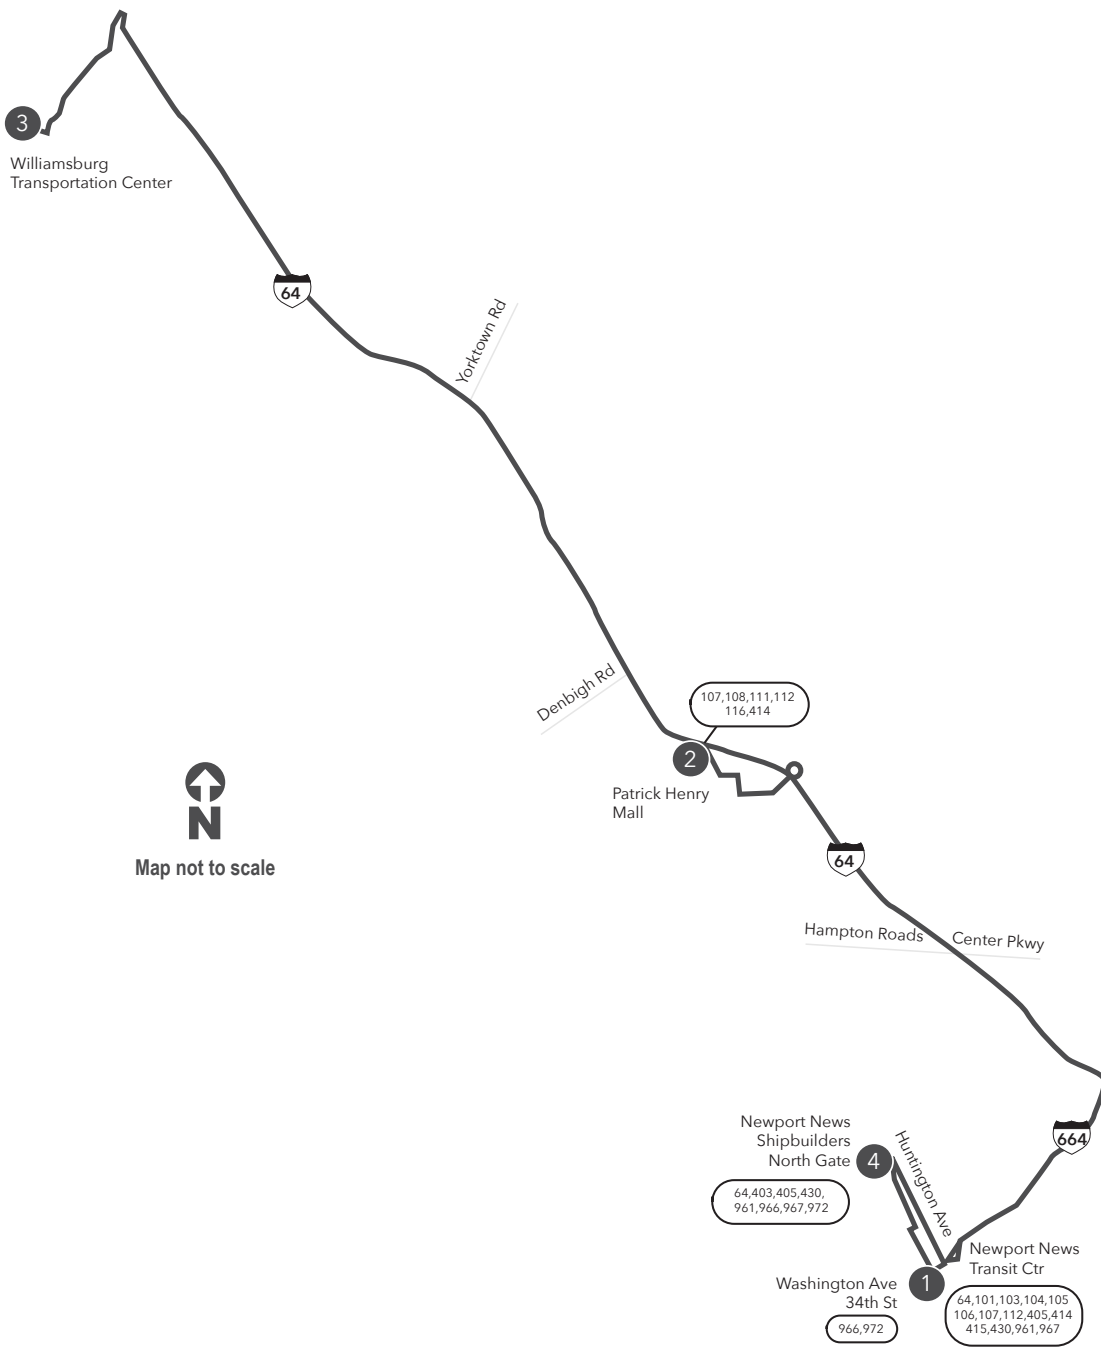 3
Williamsburg
Transportation Center
64
Yorktown Rd
Denbigh Rd
107,108,111,112
116,414
2
Patrick Henry
Mall
N
Map not to scale
64
Hampton Roads Center Pkwy
664
Newport News
Shipbuilders
North Gate
4
Huntington Ave
64,403,405,430,
961,966,967,972
Newport News
Transit Ctr
Washington Ave
34th St
1
64,101,103,104,105
106,107,112,405,414
415,430,961,967
966,972